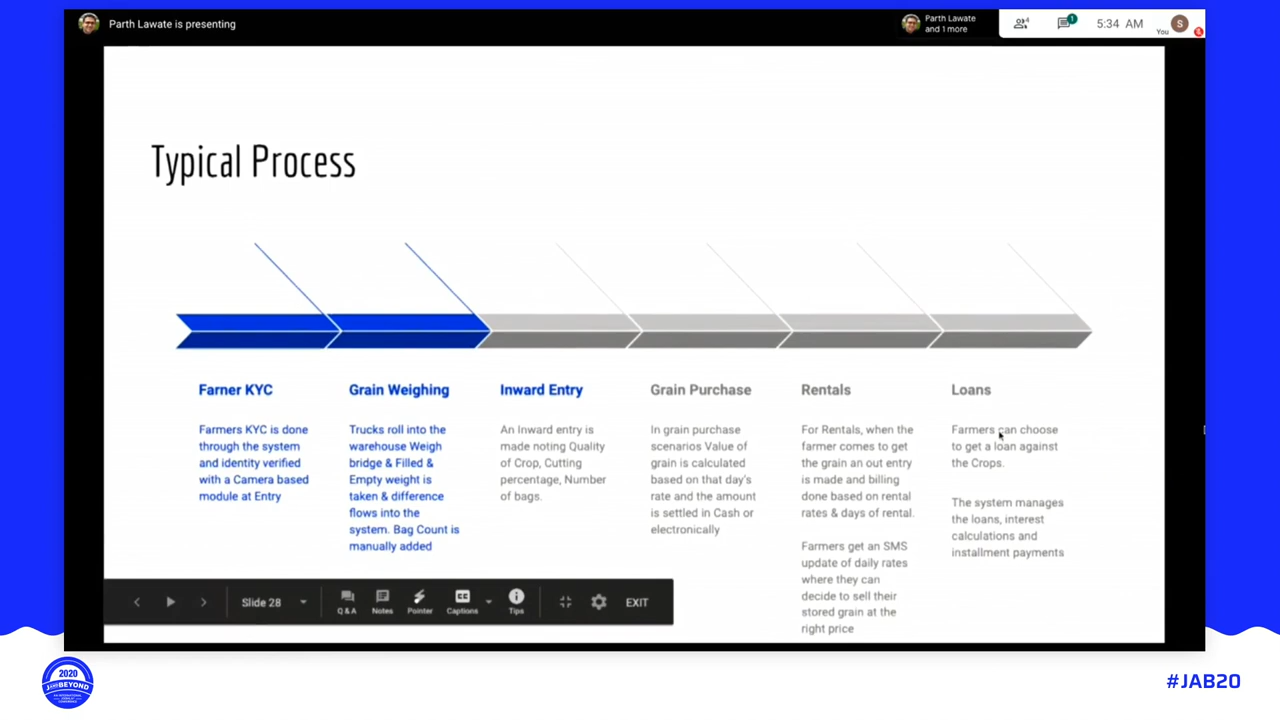 Parth Lawate is presenting
Parth Lawate
and 1 more
4
1
5:34 AM
You
S
Typical Process
Farner KYC
Farmers KYC is done
through the system
and identity verified
with a Camera based
module at Entry
Grain Weighing
Trucks roll into the
warehouse Weigh
bridge & Filled &
Empty weight is
taken & difference
flows into the
system. Bag Count is
manually added
Inward Entry
An Inward entry is
made noting Quality
of Crop, Cutting
percentage, Number
of bags.
Grain Purchase
In grain purchase
scenarios Value of
grain is calculated
based on that day's
rate and the amount
is settled in Cash or
electronically
Rentals
For Rentals, when the
farmer comes to get
the grain an out entry
is made and billing
done based on rental
rates & days of rental.
Farmers get an SMS
update of daily rates
where they can
decide to sell their
stored grain at the
right price
Loans
Farmers can choose
to get a loan against
the Crops.
The system manages
the loans, interest
calculations and
installment payments
Slide 28
Q & A
Notes
Pointer
CC
Captions
Tips
EXIT
2020
J AND BEYOND
#JAB20